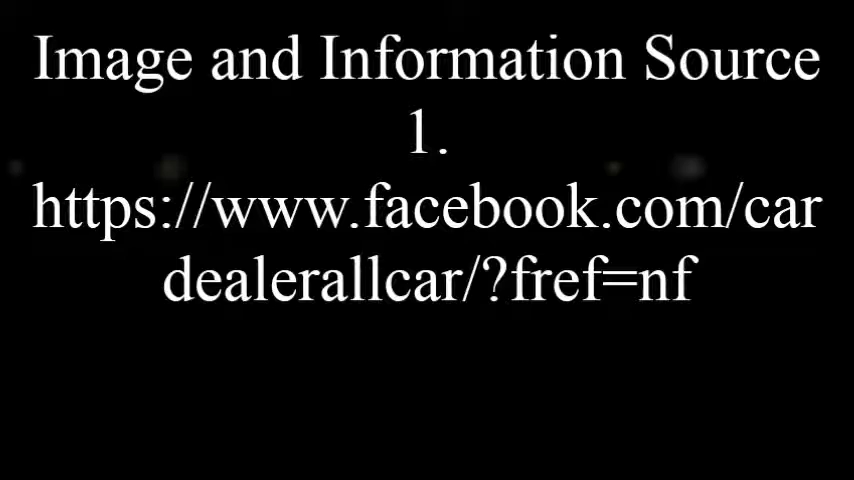 Image and Information Source
1.
https://www.facebook.com/car
dealerallcar/?fref=nf